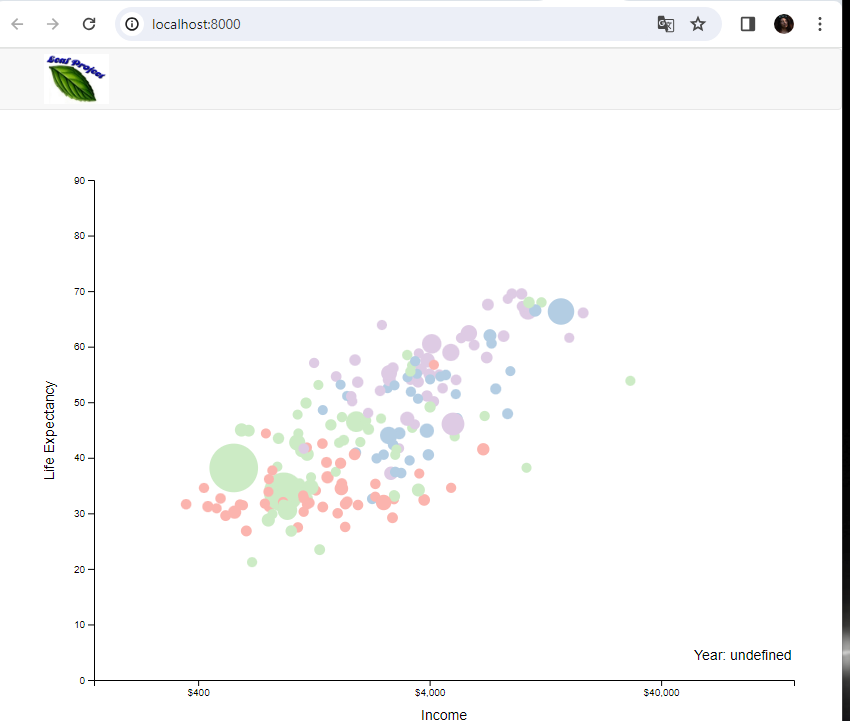 localhost:8000
Leaf Project
90
80
70
60
50
40
30
20
10
0
Life Expectancy
Year: undefined
$400
$4,000
$40,000
Income